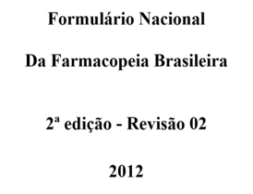 Formulário Nacional
Da Farmacopeia Brasileira
2ª edição - Revisão 02
2012